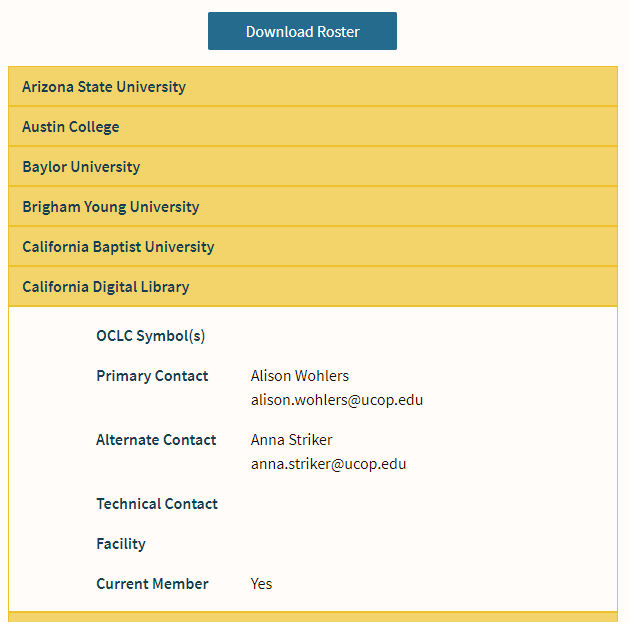 Download Roster
Arizona State University
Austin College
Baylor University
Brigham Young University
California Baptist University
California Digital Library
OCLC Symbol(s)
Primary Contact Alison Wohlers
alison.wohlers@ucop.edu
Alternate Contact Anna Striker
anna.striker@ucop.edu
Technical Contact
Facility
Current Member Yes